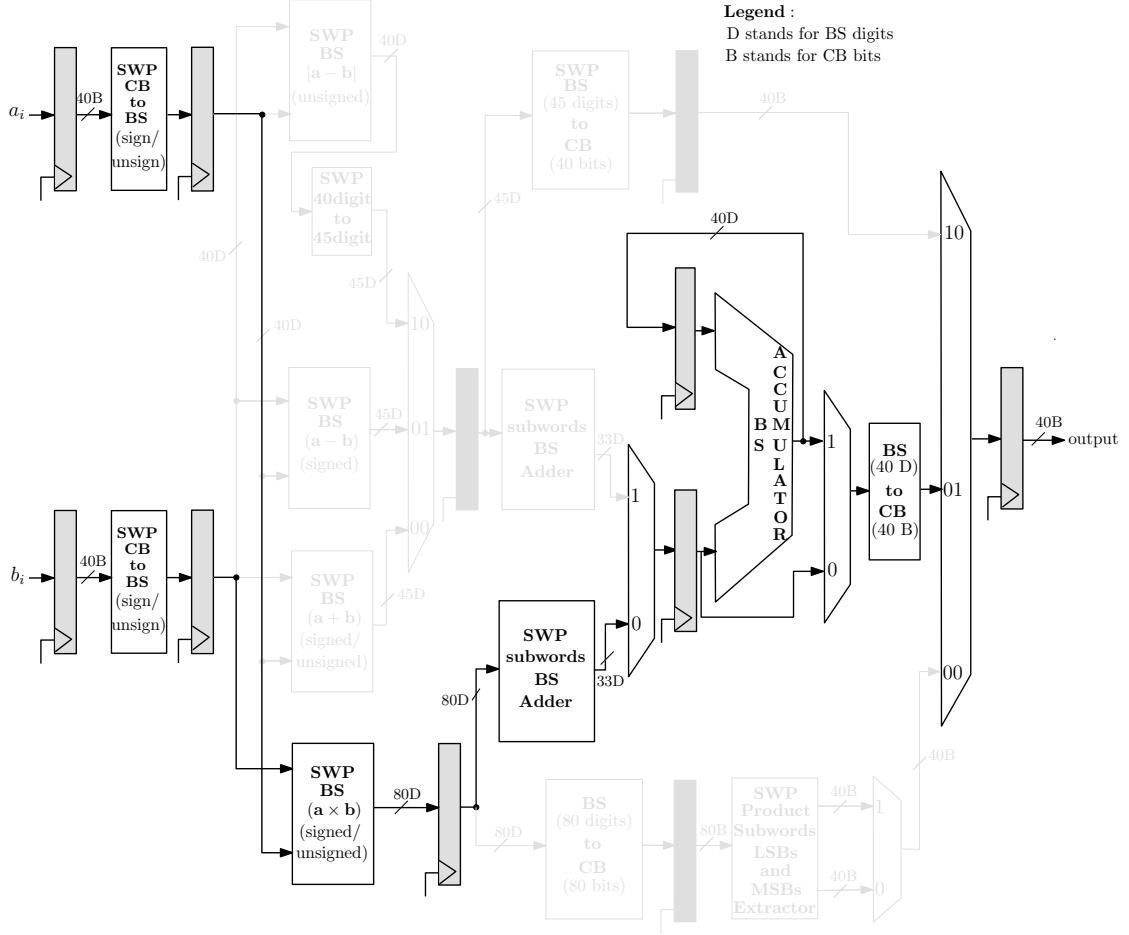 Legend :
D stands for BS digits
B stands for CB bits
a_i
40B
SWP
CB
to
BS
(sign/
unsign)
SWP
BS
|a − b|
(unsigned)
40D
SWP
40digit
to
45digit
40D
45D
40D
SWP
BS
(a − b)
(signed)
45D
10
01
00
SWP
BS
(a + b)
(signed/
unsigned)
45D
45D
SWP
BS
(45 digits)
to
CB
(40 bits)
40B
SWP
subwords
BS
Adder
33D
40D
BS
ACCUMULATOR
1
0
1
0
BS
(40 D)
to
CB
(40 B)
10
01
00
40B
output
b_i
40B
SWP
CB
to
BS
(sign/
unsign)
SWP
subwords
BS
Adder
33D
80D
SWP
BS
(a × b)
(signed/
unsigned)
80D
80D
BS
(80 digits)
to
CB
(80 bits)
80B
SWP
Product
Subwords
LSBs
and
MSBs
Extractor
40B
40B
1
0
40B